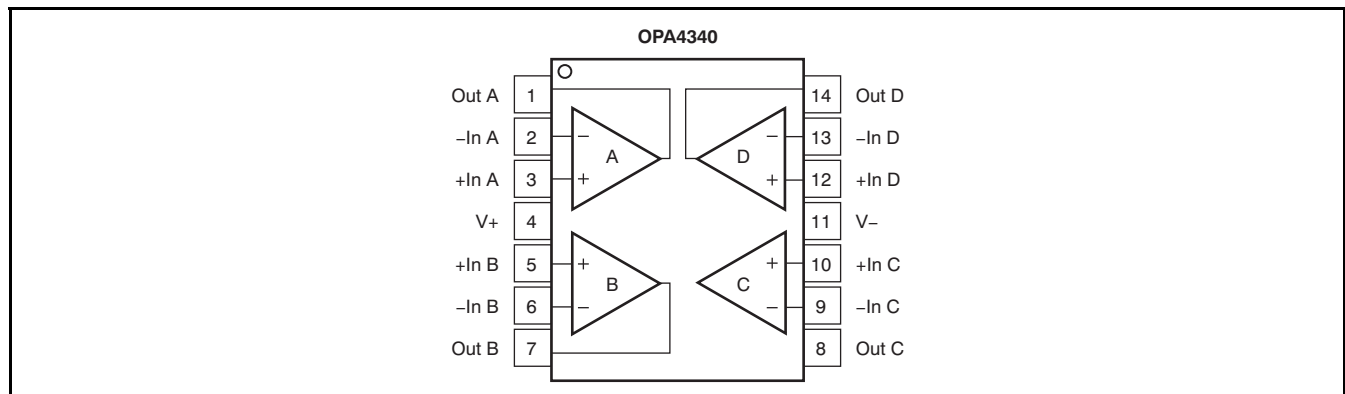 OPA4340
Out A 1 14 Out D
−In A 2 − − 13 −In D
A D
+In A 3 + + 12 +In D
V+ 4 11 V−
+In B 5 + + 10 +In C
B C
−In B 6 − − 9 −In C
Out B 7 8 Out C